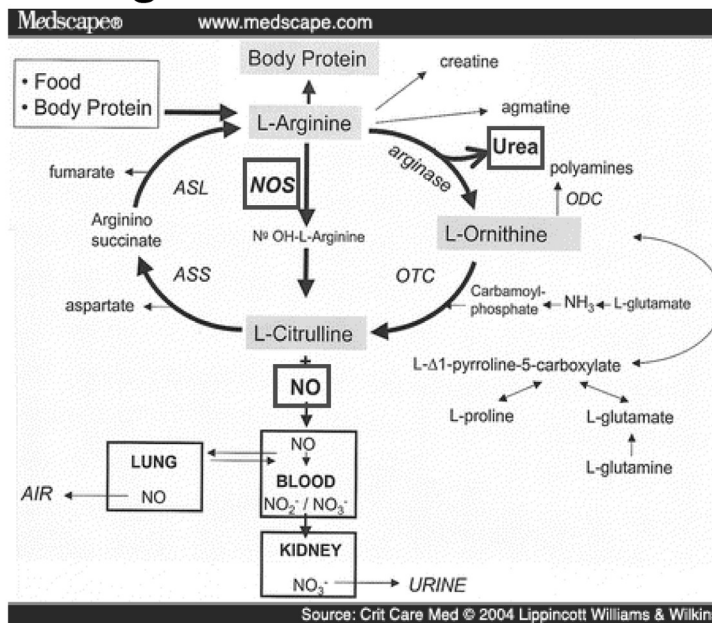 Medscape® www.medscape.com
Body Protein
creatine
• Food
• Body Protein
L-Arginine
agmatine
Urea
arginase
polyamines
fumarate
ASL
NOS
ODC
Arginino
succinate
Nᵍ OH-L-Arginine
L-Ornithine
ASS
OTC
aspartate
Carbamoyl-
phosphate
NH₃
L-glutamate
L-Citrulline
+
NO
L-Δ1-pyrroline-5-carboxylate
L-proline
L-glutamate
L-glutamine
LUNG
NO
AIR
NO
BLOOD
NO₂⁻ / NO₃⁻
KIDNEY
NO₃⁻
URINE
Source: Crit Care Med © 2004 Lippincott Williams & Wilkin